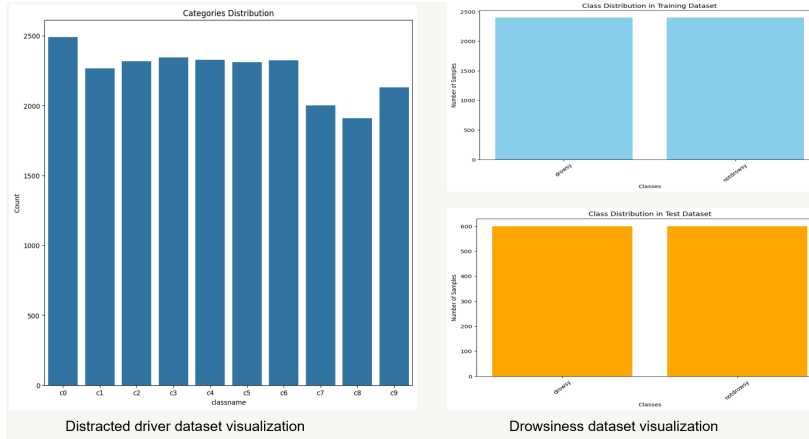 Categories Distribution
2500
2000
1500
1000
500
0
Count
c0 c1 c2 c3 c4 c5 c6 c7 c8 c9
classname
Distracted driver dataset visualization
Class Distribution in Training Dataset
2500
2000
1500
1000
500
0
Number of Samples
drowsy notdrowsy
Classes
Class Distribution in Test Dataset
600
500
400
300
200
100
0
Number of Samples
drowsy notdrowsy
Classes
Drowsiness dataset visualization